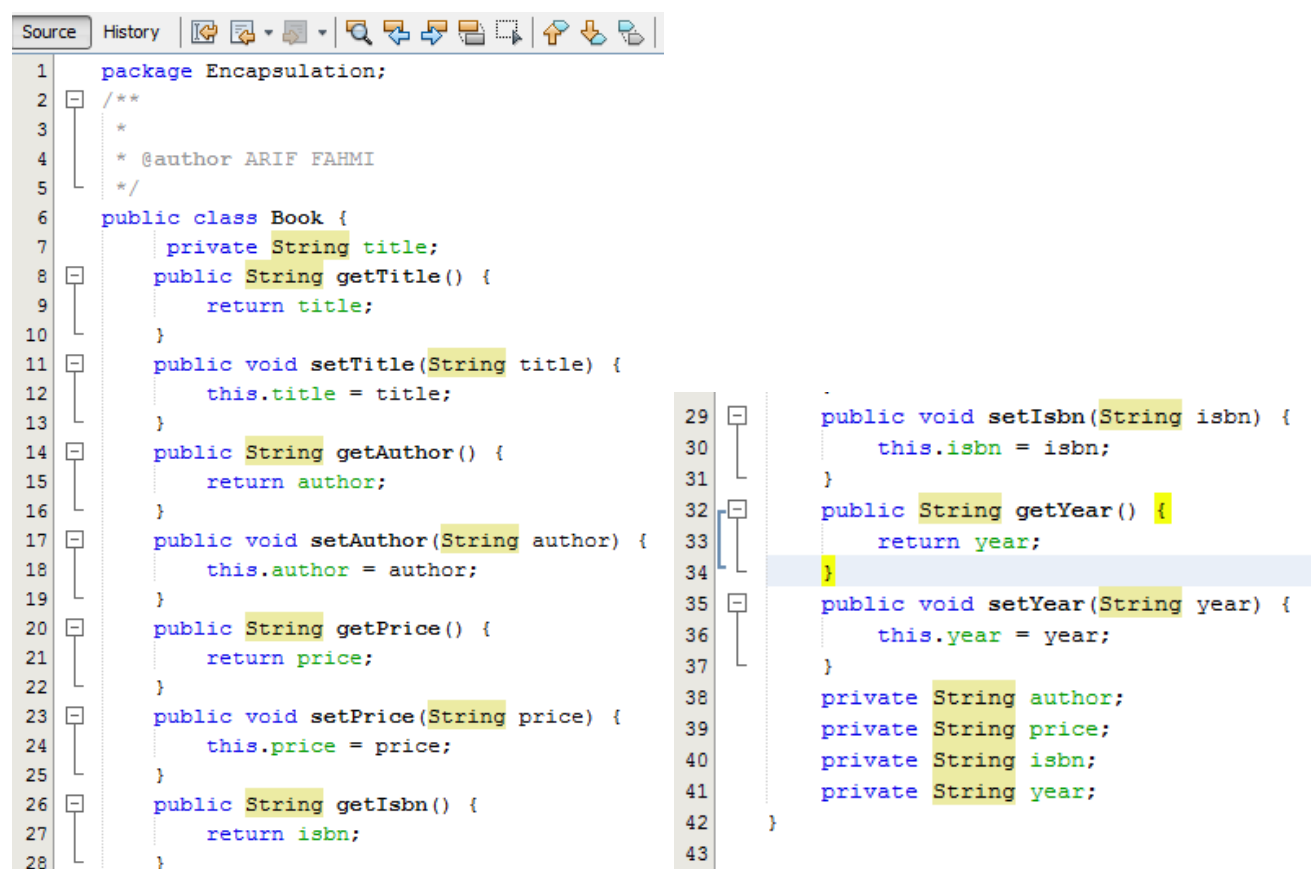 Source History
1 package Encapsulation;
2 /**
3 *
4 * @author ARIF FAHMI
5 */
6 public class Book {
7 private String title;
8 public String getTitle() {
9 return title;
10 }
11 public void setTitle(String title) {
12 this.title = title;
13 }
14 public String getAuthor() {
15 return author;
16 }
17 public void setAuthor(String author) {
18 this.author = author;
19 }
20 public String getPrice() {
21 return price;
22 }
23 public void setPrice(String price) {
24 this.price = price;
25 }
26 public String getIsbn() {
27 return isbn;
28 }
29 public void setIsbn(String isbn) {
30 this.isbn = isbn;
31 }
32 public String getYear() {
33 return year;
34 }
35 public void setYear(String year) {
36 this.year = year;
37 }
38 private String author;
39 private String price;
40 private String isbn;
41 private String year;
42 }
43